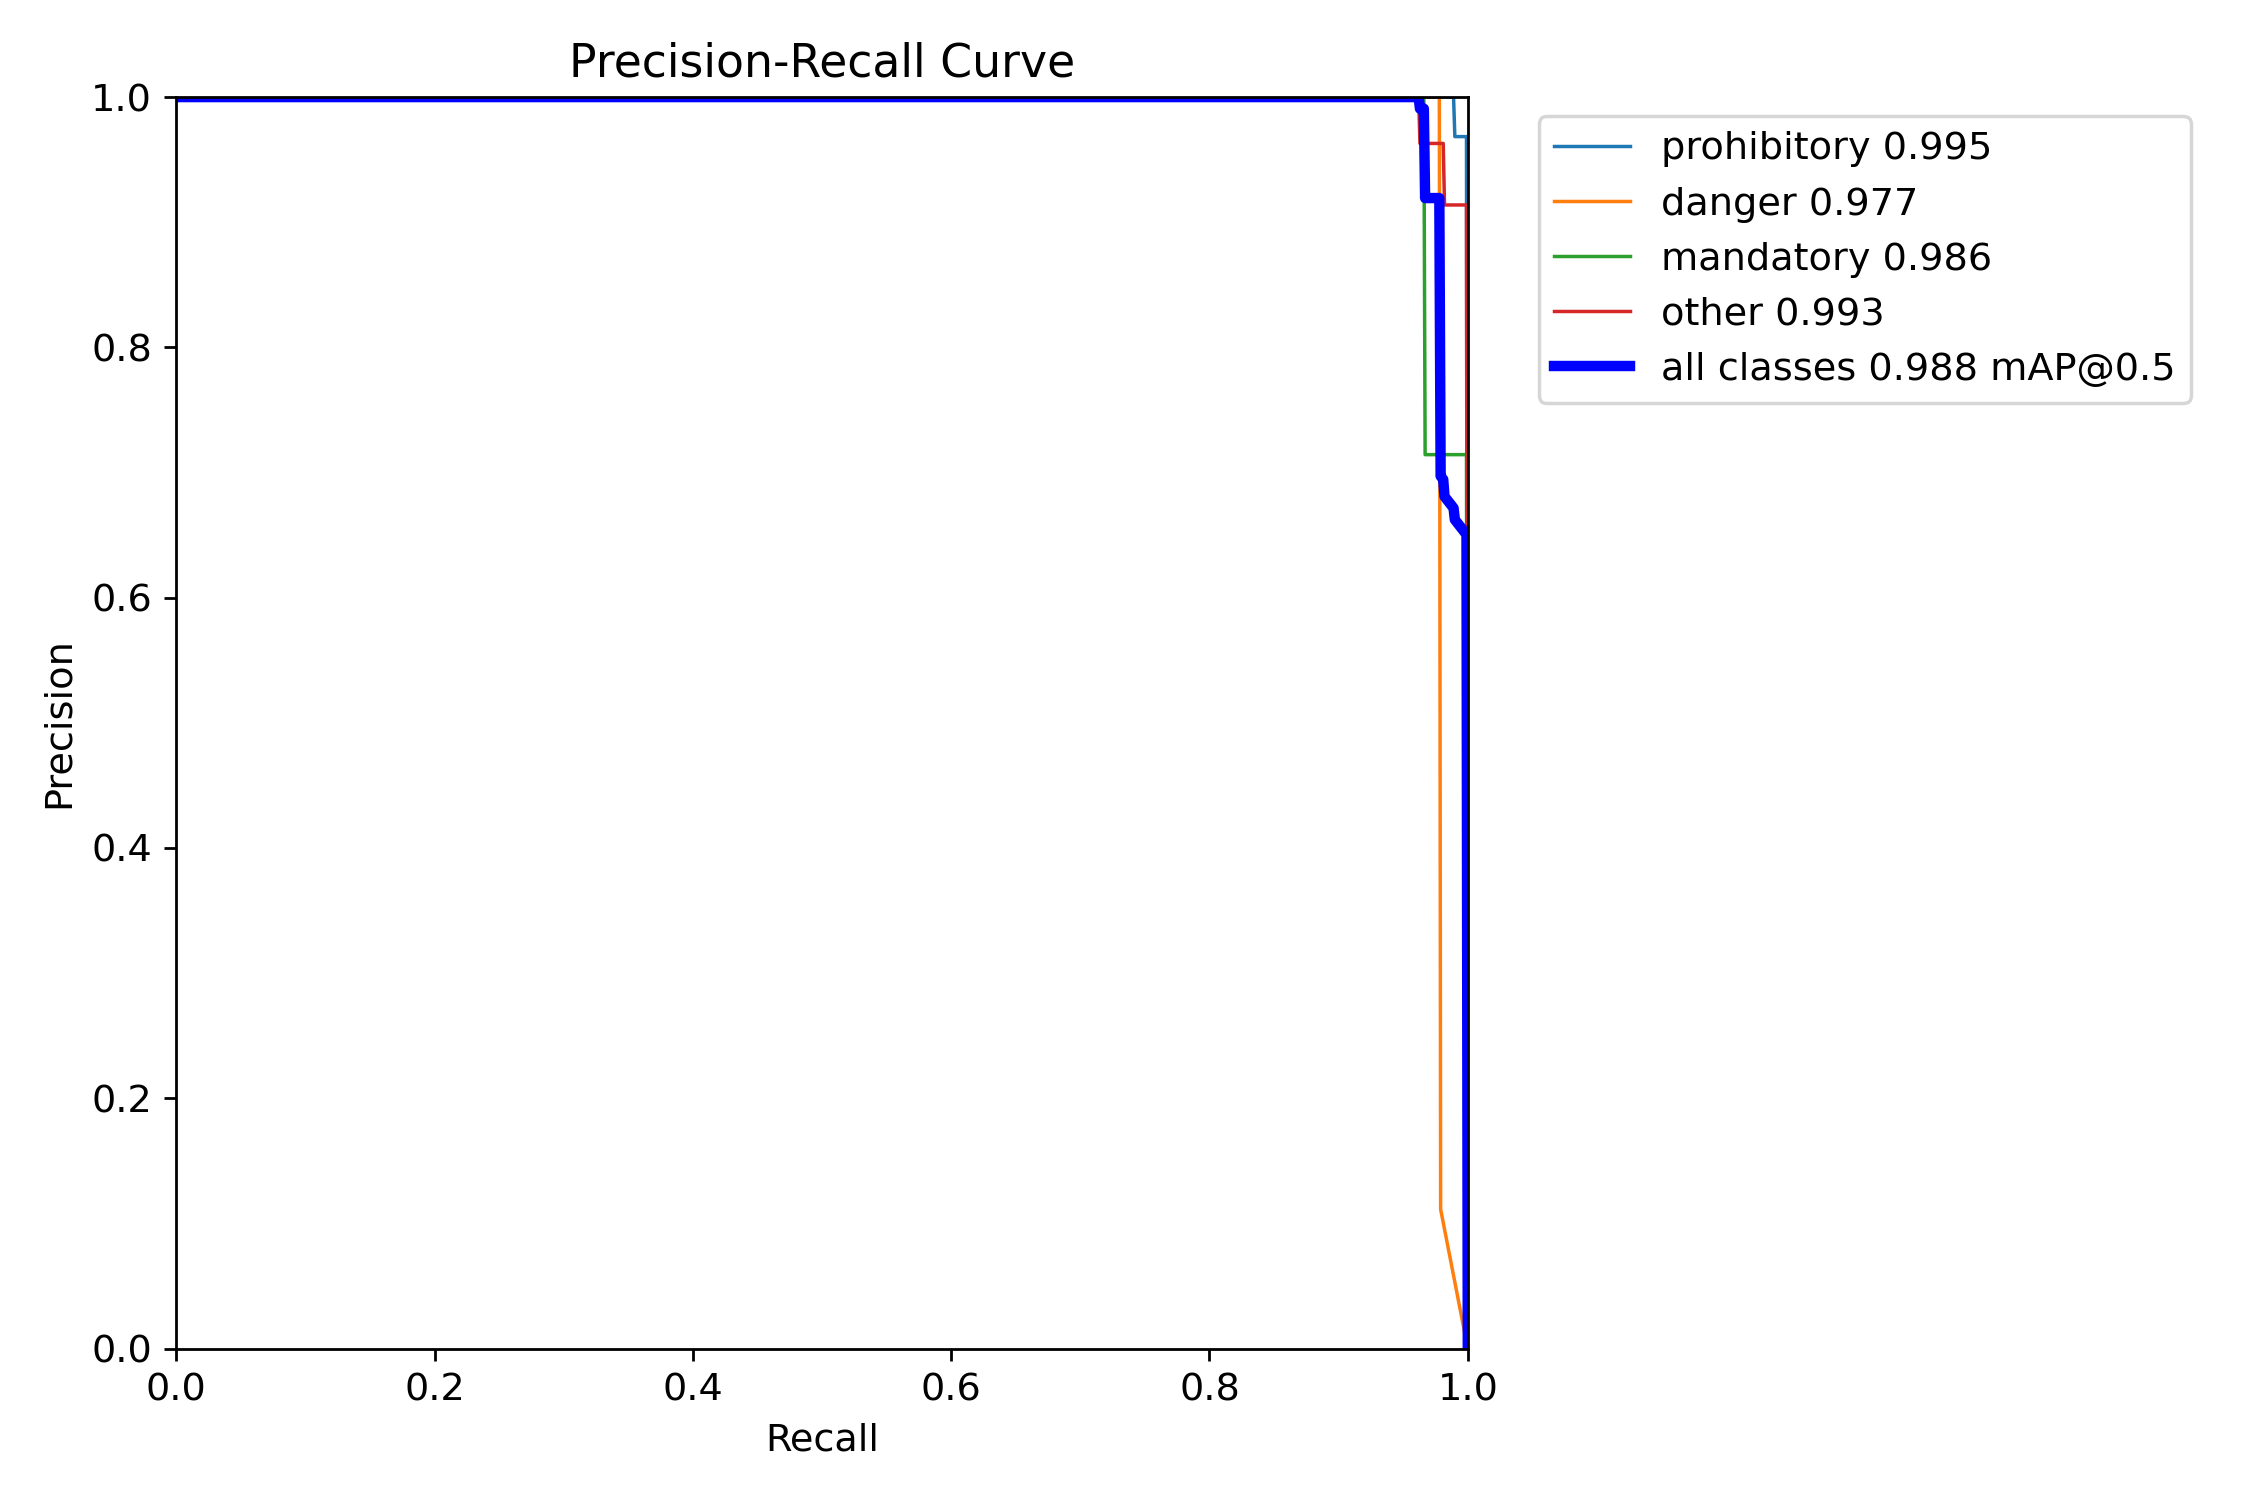 Precision-Recall Curve
1.0
0.8
0.6
0.4
0.2
0.0
Precision
0.0 0.2 0.4 0.6 0.8 1.0
Recall
prohibitory 0.995
danger 0.977
mandatory 0.986
other 0.993
all classes 0.988 mAP@0.5